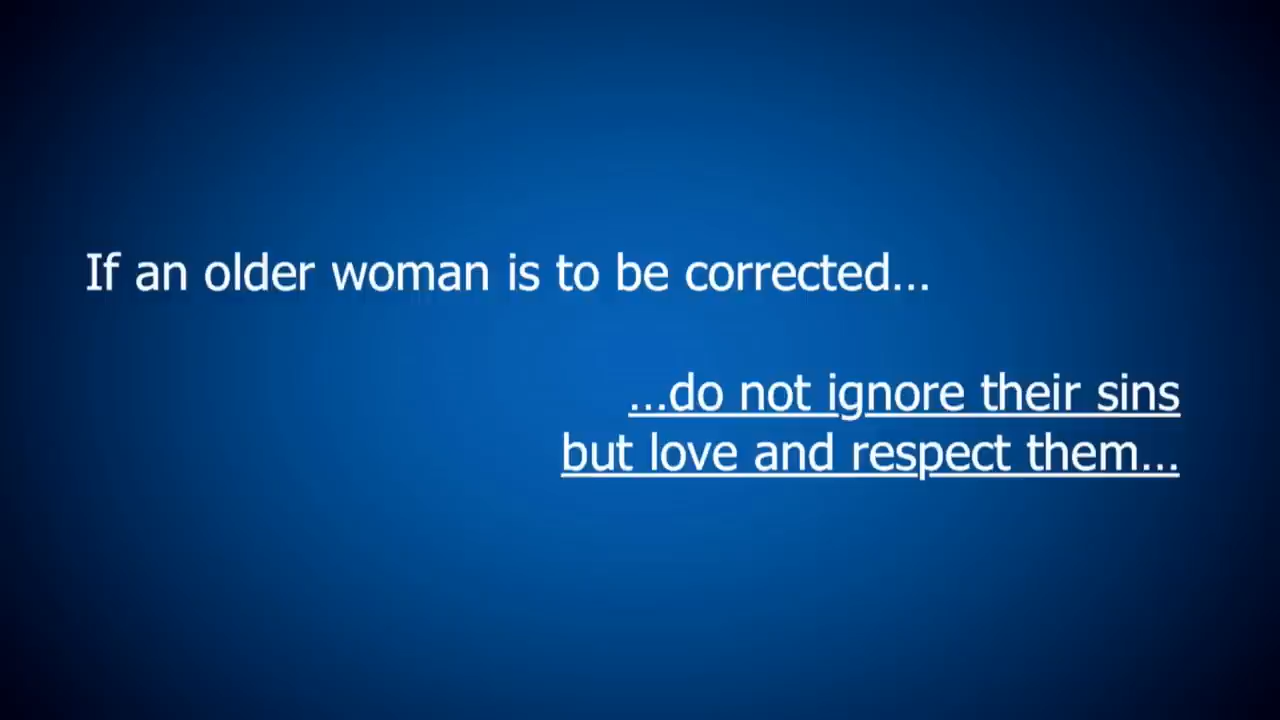 If an older woman is to be corrected...
...do not ignore their sins
but love and respect them...